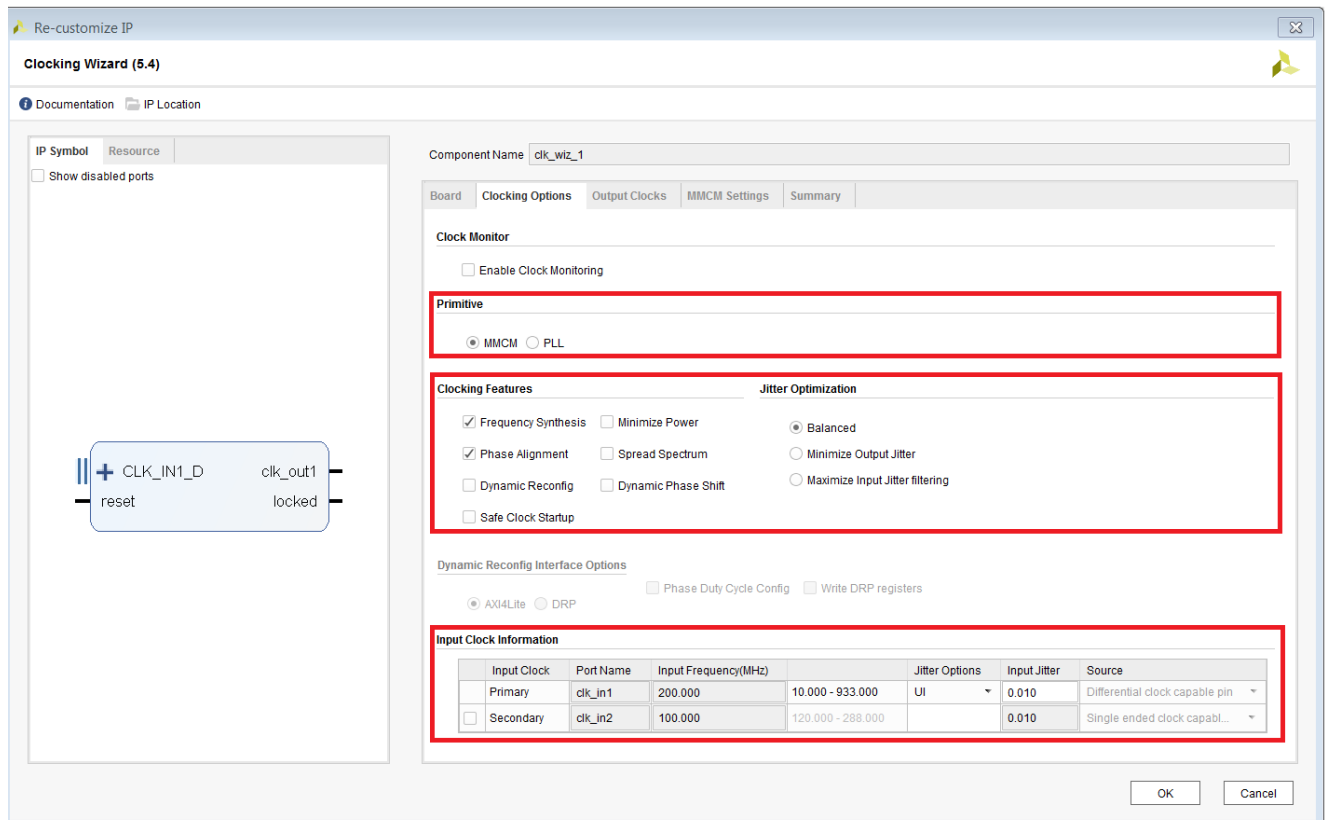 Re-customize IP
Clocking Wizard (5.4)
Documentation IP Location
IP Symbol Resource
Show disabled ports
CLK_IN1_D clk_out1
reset locked
Component Name clk_wiz_1
Board Clocking Options Output Clocks MMCM Settings Summary
Clock Monitor
Enable Clock Monitoring
Primitive
MMCM PLL
Clocking Features Jitter Optimization
Frequency Synthesis Minimize Power Balanced
Phase Alignment Spread Spectrum Minimize Output Jitter
Dynamic Reconfig Dynamic Phase Shift Maximize Input Jitter filtering
Safe Clock Startup
Dynamic Reconfig Interface Options
Phase Duty Cycle Config Write DRP registers
AXI4Lite DRP
Input Clock Information
Input Clock Port Name Input Frequency(MHz) Jitter Options Input Jitter Source
Primary clk_in1 200.000 10.000 - 933.000 UI 0.010 Differential clock capable pin
Secondary clk_in2 100.000 120.000 - 288.000 0.010 Single ended clock capabl...
OK Cancel